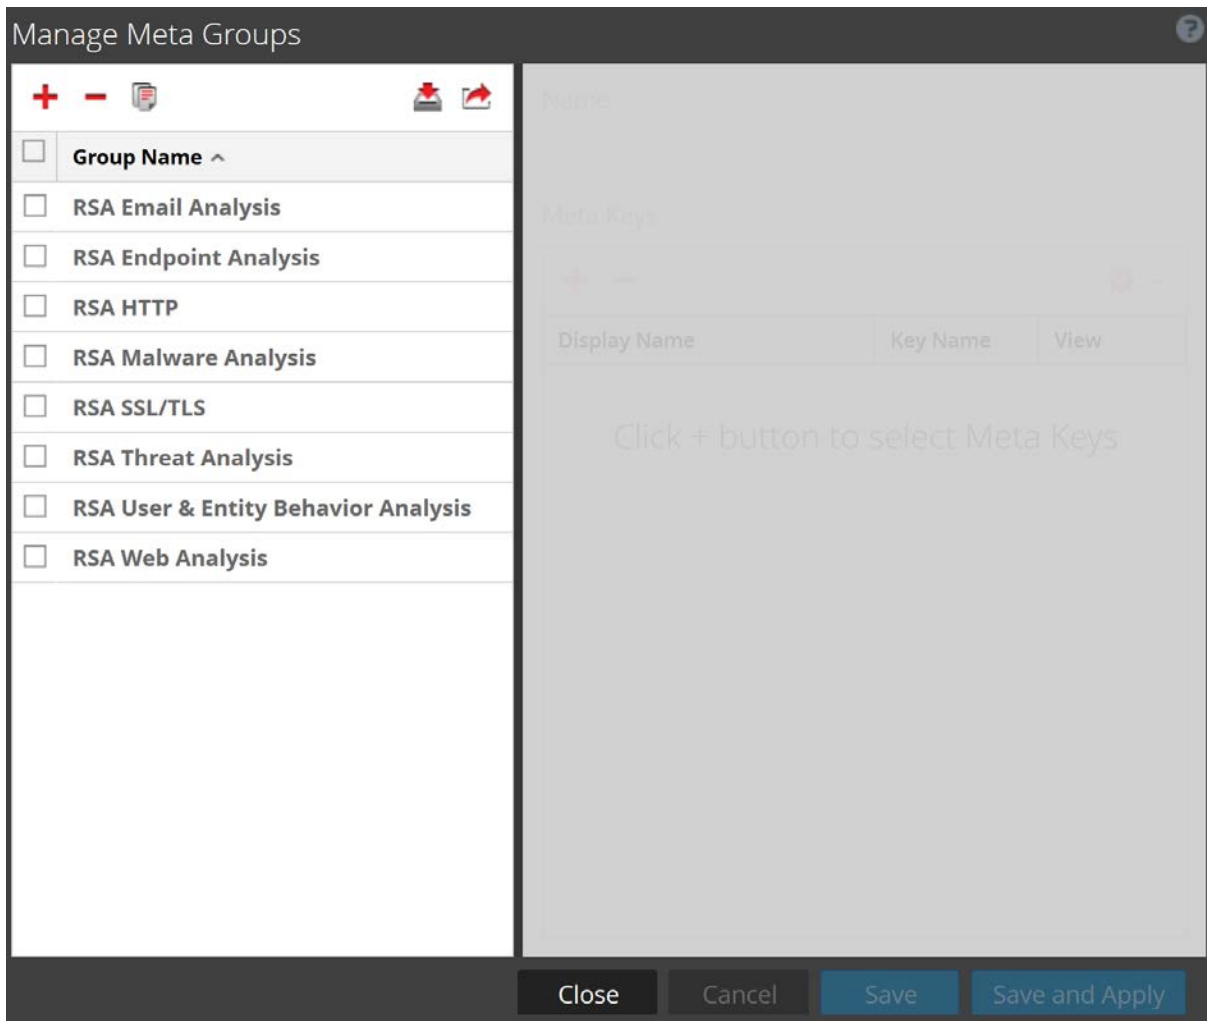 Manage Meta Groups
?
Group Name
RSA Email Analysis
RSA Endpoint Analysis
RSA HTTP
RSA Malware Analysis
RSA SSL/TLS
RSA Threat Analysis
RSA User & Entity Behavior Analysis
RSA Web Analysis
Name
Meta Keys
Display Name Key Name View
Click + button to select Meta Keys
Close Cancel Save Save and Apply